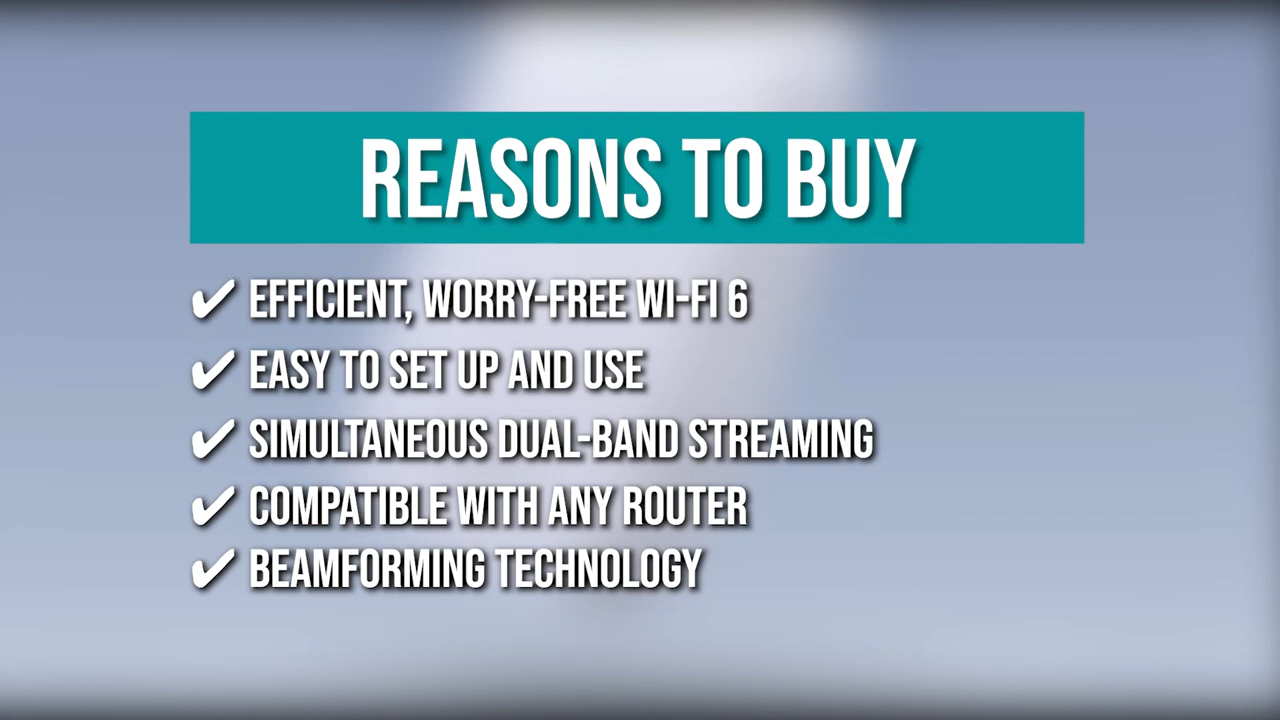 REASONS TO BUY
✔ EFFICIENT, WORRY-FREE WI-FI 6
✔ EASY TO SET UP AND USE
✔ SIMULTANEOUS DUAL-BAND STREAMING
✔ COMPATIBLE WITH ANY ROUTER
✔ BEAMFORMING TECHNOLOGY